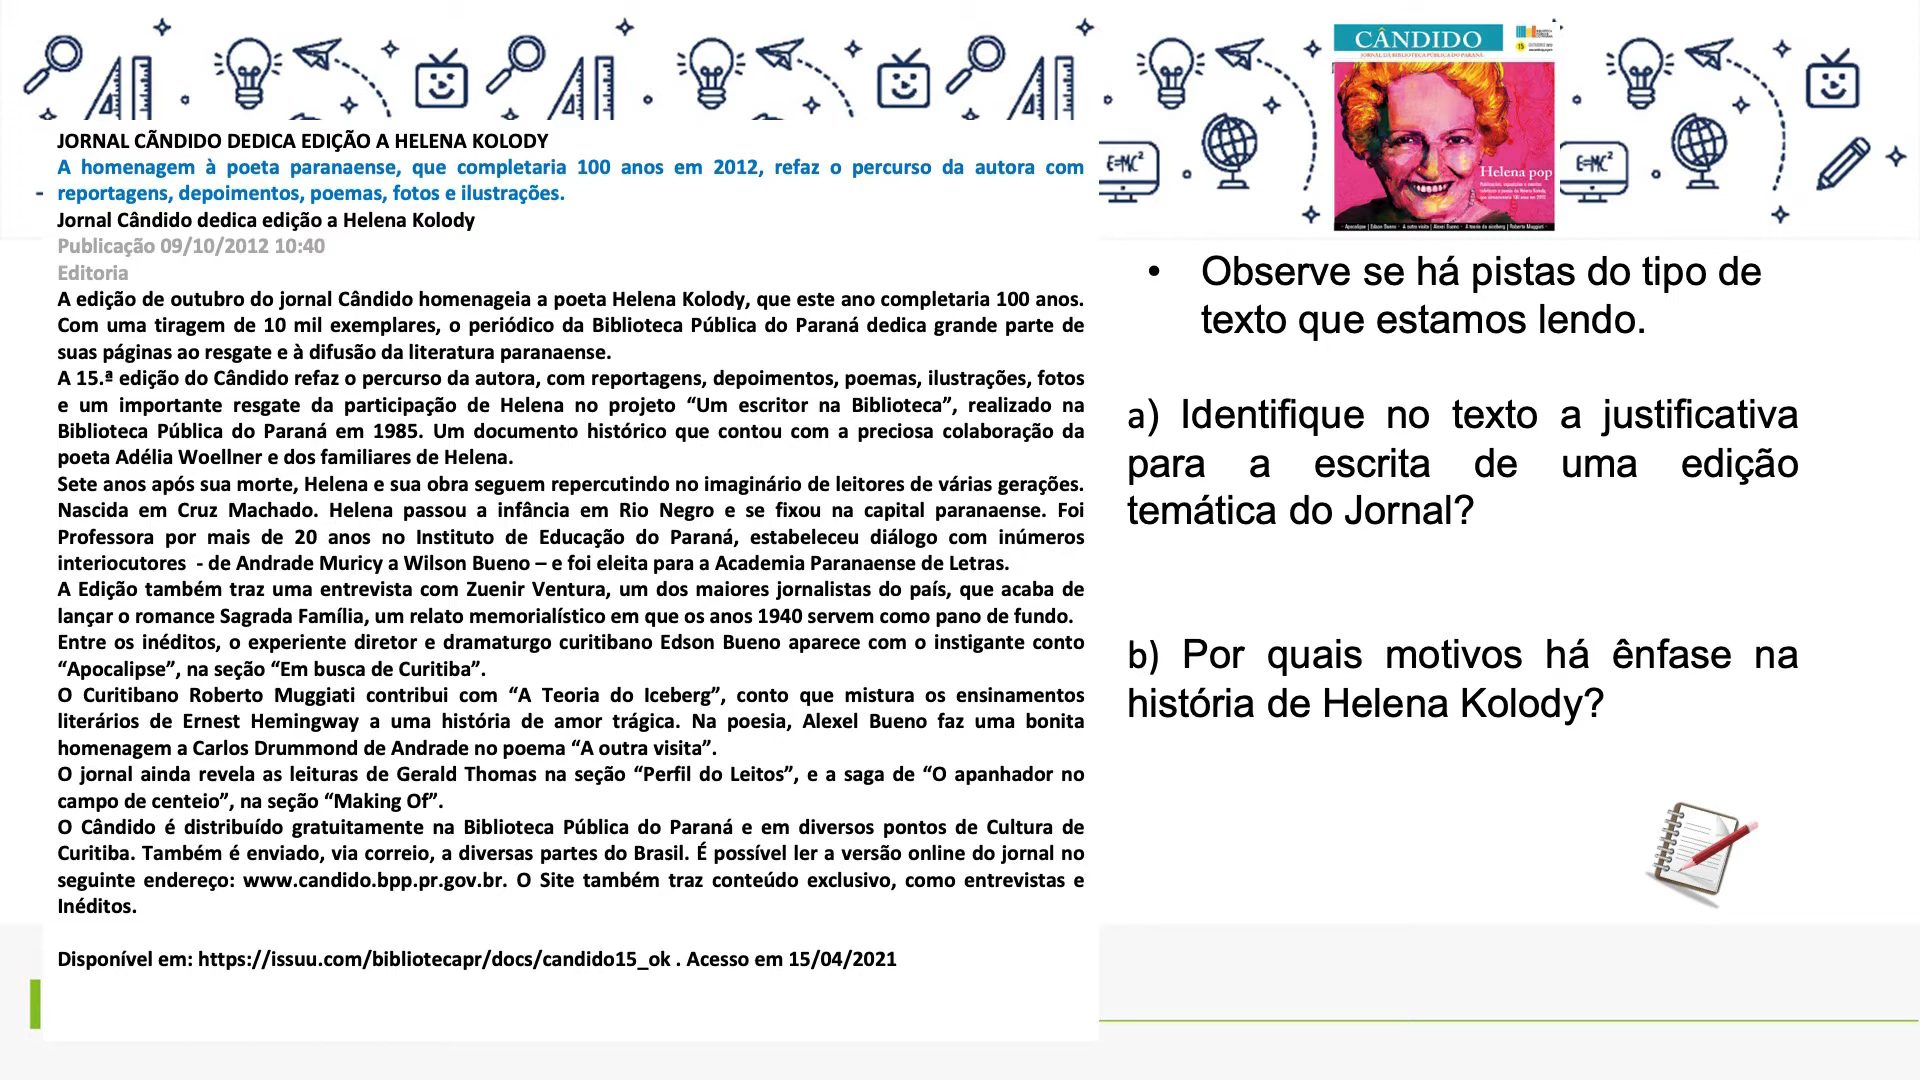 JORNAL CÃNDIDO DEDICA EDIÇÃO A HELENA KOLODY
A homenagem à poeta paranaense, que completaria 100 anos em 2012, refaz o percurso da autora com
- reportagens, depoimentos, poemas, fotos e ilustrações.
Jornal Cândido dedica edição a Helena Kolody
Publicação 09/10/2012 10:40
Editoria
A edição de outubro do jornal Cândido homenageia a poeta Helena Kolody, que este ano completaria 100 anos.
Com uma tiragem de 10 mil exemplares, o periódico da Biblioteca Pública do Paraná dedica grande parte de
suas páginas ao resgate e à difusão da literatura paranaense.
A 15.ª edição do Cândido refaz o percurso da autora, com reportagens, depoimentos, poemas, ilustrações, fotos
e um importante resgate da participação de Helena no projeto “Um escritor na Biblioteca”, realizado na
Biblioteca Pública do Paraná em 1985. Um documento histórico que contou com a preciosa colaboração da
poeta Adélia Woellner e dos familiares de Helena.
Sete anos após sua morte, Helena e sua obra seguem repercutindo no imaginário de leitores de várias gerações.
Nascida em Cruz Machado. Helena passou a infância em Rio Negro e se fixou na capital paranaense. Foi
Professora por mais de 20 anos no Instituto de Educação do Paraná, estabeleceu diálogo com inúmeros
interiocutores - de Andrade Muricy a Wilson Bueno – e foi eleita para a Academia Paranaense de Letras.
A Edição também traz uma entrevista com Zuenir Ventura, um dos maiores jornalistas do país, que acaba de
lançar o romance Sagrada Família, um relato memorialístico em que os anos 1940 servem como pano de fundo.
Entre os inéditos, o experiente diretor e dramaturgo curitibano Edson Bueno aparece com o instigante conto
“Apocalipse”, na seção “Em busca de Curitiba”.
O Curitibano Roberto Muggiati contribui com “A Teoria do Iceberg”, conto que mistura os ensinamentos
literários de Ernest Hemingway a uma história de amor trágica. Na poesia, Alexel Bueno faz uma bonita
homenagem a Carlos Drummond de Andrade no poema “A outra visita”.
O jornal ainda revela as leituras de Gerald Thomas na seção “Perfil do Leitos”, e a saga de “O apanhador no
campo de centeio”, na seção “Making Of”.
O Cândido é distribuído gratuitamente na Biblioteca Pública do Paraná e em diversos pontos de Cultura de
Curitiba. Também é enviado, via correio, a diversas partes do Brasil. É possível ler a versão online do jornal no
seguinte endereço: www.candido.bpp.pr.gov.br. O Site também traz conteúdo exclusivo, como entrevistas e
Inéditos.
Disponível em: https://issuu.com/bibliotecapr/docs/candido15_ok . Acesso em 15/04/2021
CÂNDIDO
JORNAL DA BIBLIOTECA PÚBLICA DO PARANÁ
15
Helena pop
Apocalipse | Edson Bueno • A outra visita | Alexei Bueno • A teoria do iceberg | Roberto Muggiati
E=MC²
E=MC²
• Observe se há pistas do tipo de
texto que estamos lendo.
a) Identifique no texto a justificativa
para a escrita de uma edição
temática do Jornal?
b) Por quais motivos há ênfase na
história de Helena Kolody?